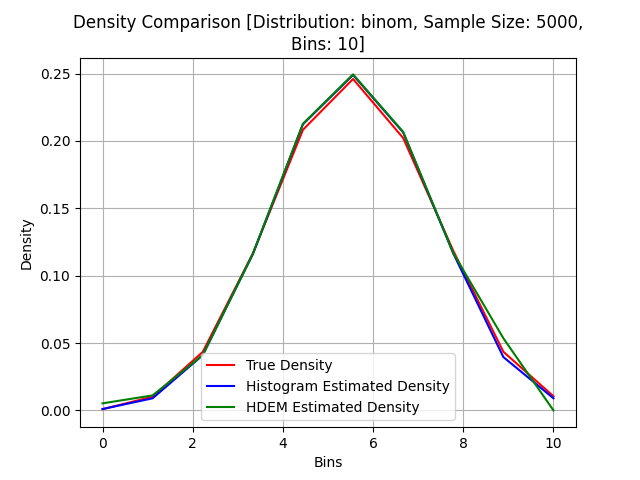 Density Comparison [Distribution: binom, Sample Size: 5000,
Bins: 10]
0.25
0.20
0.15
0.10
0.05
0.00
Density
True Density
Histogram Estimated Density
HDEM Estimated Density
0 2 4 6 8 10
Bins